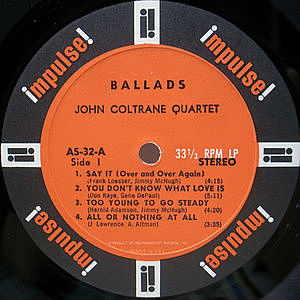 impulse!
BALLADS
JOHN COLTRANE QUARTET
AS-32-A
Side 1
33⅓ RPM LP
STEREO
1. SAY IT (Over and Over Again)
(Frank Loesser, Jimmy McHugh) (4:15)
2. YOU DON'T KNOW WHAT LOVE IS
(Don Raye, Gene DePaul) (5:11)
3. TOO YOUNG TO GO STEADY
(Harold Adamson, Jimmy McHugh) (4:20)
4. ALL OR NOTHING AT ALL
(J. Lawrence, A. Altman) (3:35)
A PRODUCT OF
impulse!
impulse!
impulse!